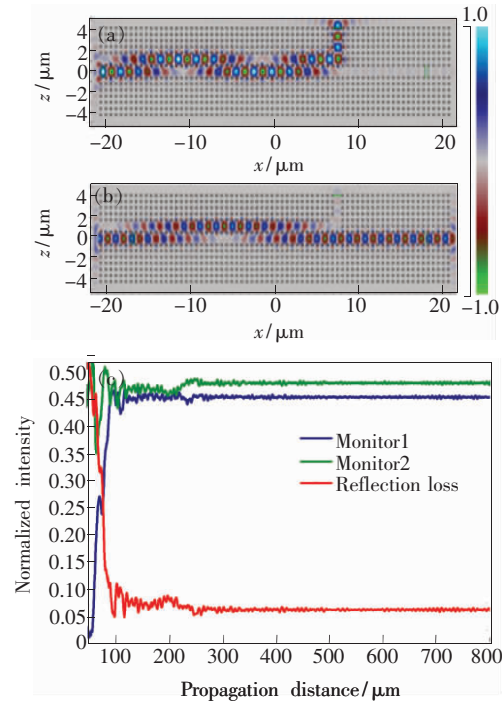 (a)
1.0
z/μm
4
2
0
−2
−4
−20
−10
0
10
20
x/μm
(b)
z/μm
4
2
0
−2
−4
−20
−10
0
10
20
x/μm
−1.0
(c)
Normalized intensity
0.50
0.45
0.40
0.35
0.30
0.25
0.20
0.15
0.10
0.05
0
Monitor1
Monitor2
Reflection loss
100 200 300 400 500 600 700 800
Propagation distance/μm